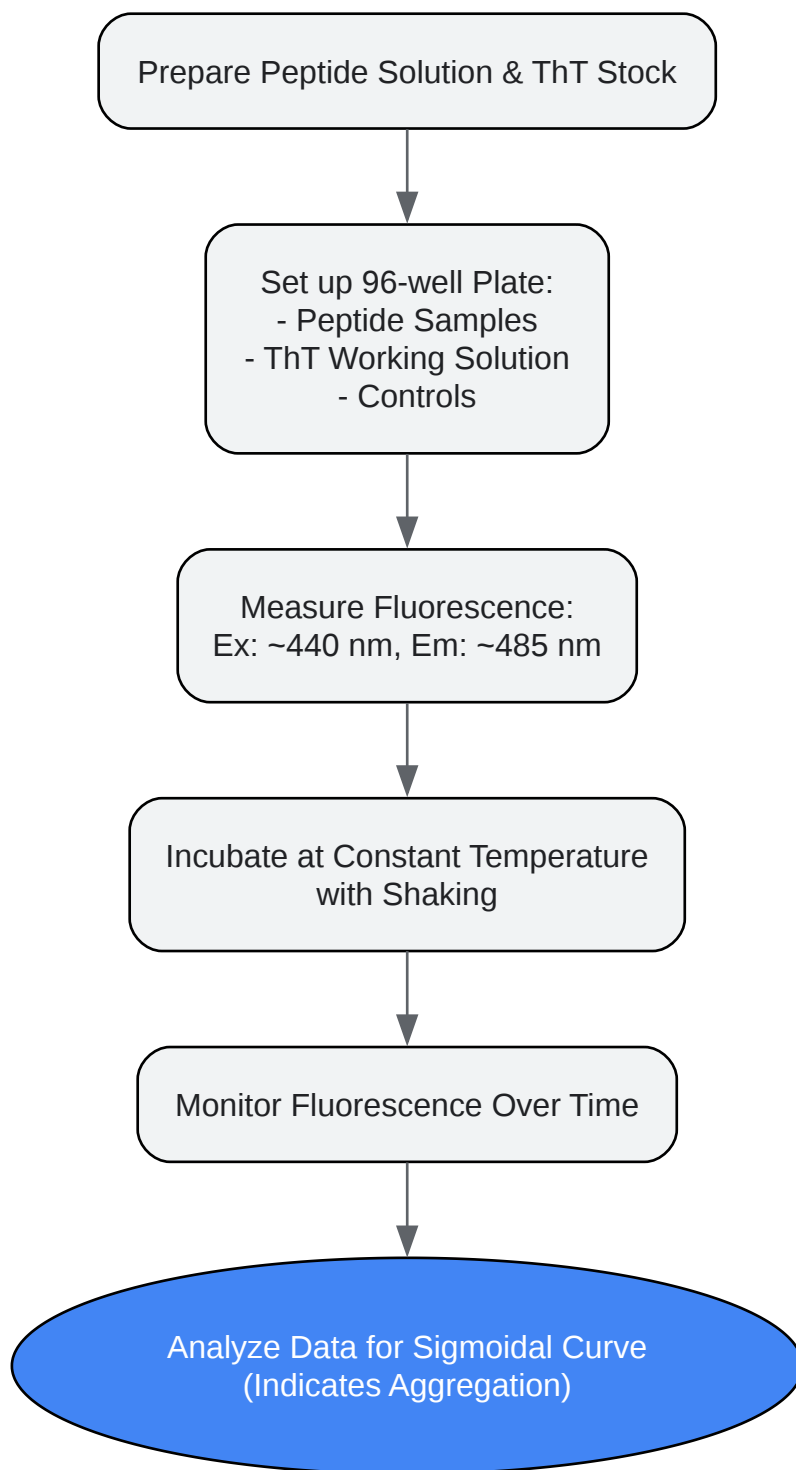 Prepare Peptide Solution & ThT Stock
Set up 96-well Plate:
- Peptide Samples
- ThT Working Solution
- Controls
Measure Fluorescence:
Ex: ~440 nm, Em: ~485 nm
Incubate at Constant Temperature
with Shaking
Monitor Fluorescence Over Time
Analyze Data for Sigmoidal Curve
(Indicates Aggregation)